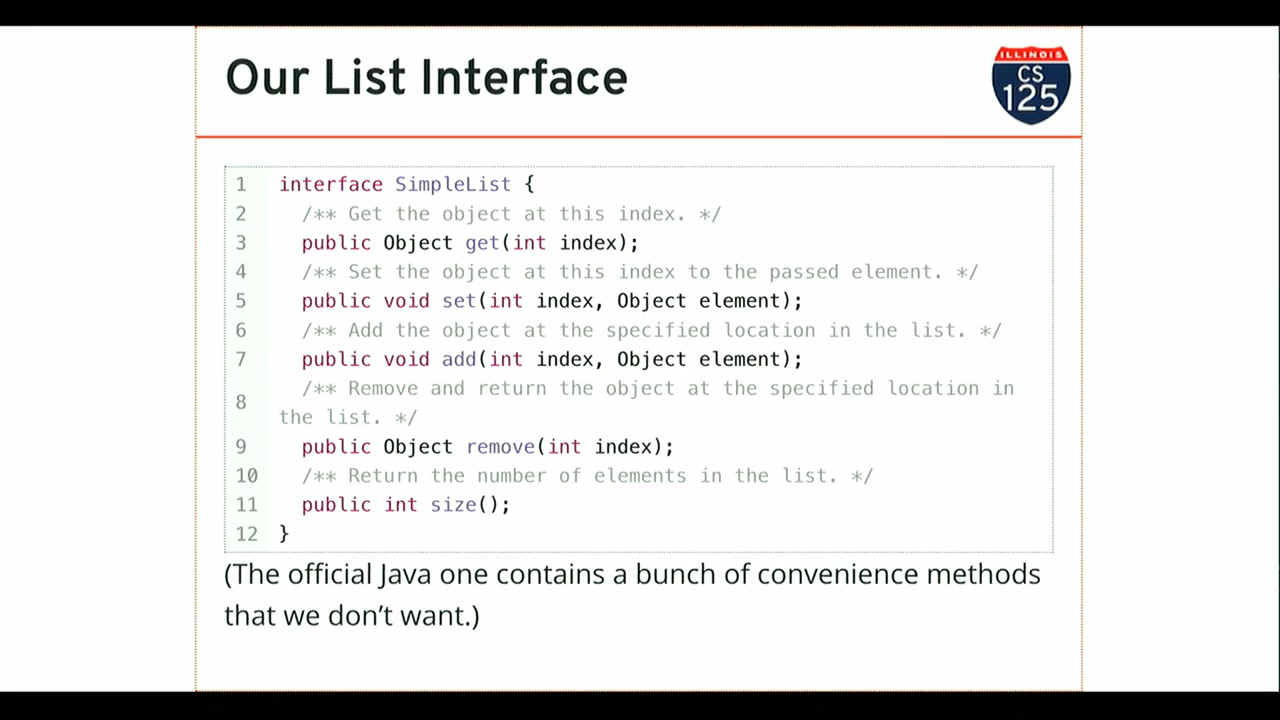 Our List Interface
ILLINOIS
CS
125
1 interface SimpleList {
2 /** Get the object at this index. */
3 public Object get(int index);
4 /** Set the object at this index to the passed element. */
5 public void set(int index, Object element);
6 /** Add the object at the specified location in the list. */
7 public void add(int index, Object element);
8 /** Remove and return the object at the specified location in
the list. */
9 public Object remove(int index);
10 /** Return the number of elements in the list. */
11 public int size();
12 }
(The official Java one contains a bunch of convenience methods
that we don’t want.)